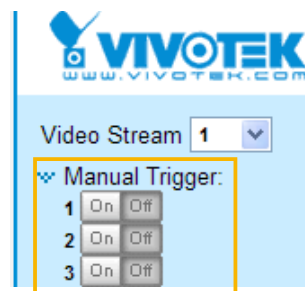 VIVOTEK
www.vivotek.com
Video Stream 1
Manual Trigger:
1 On Off
2 On Off
3 On Off